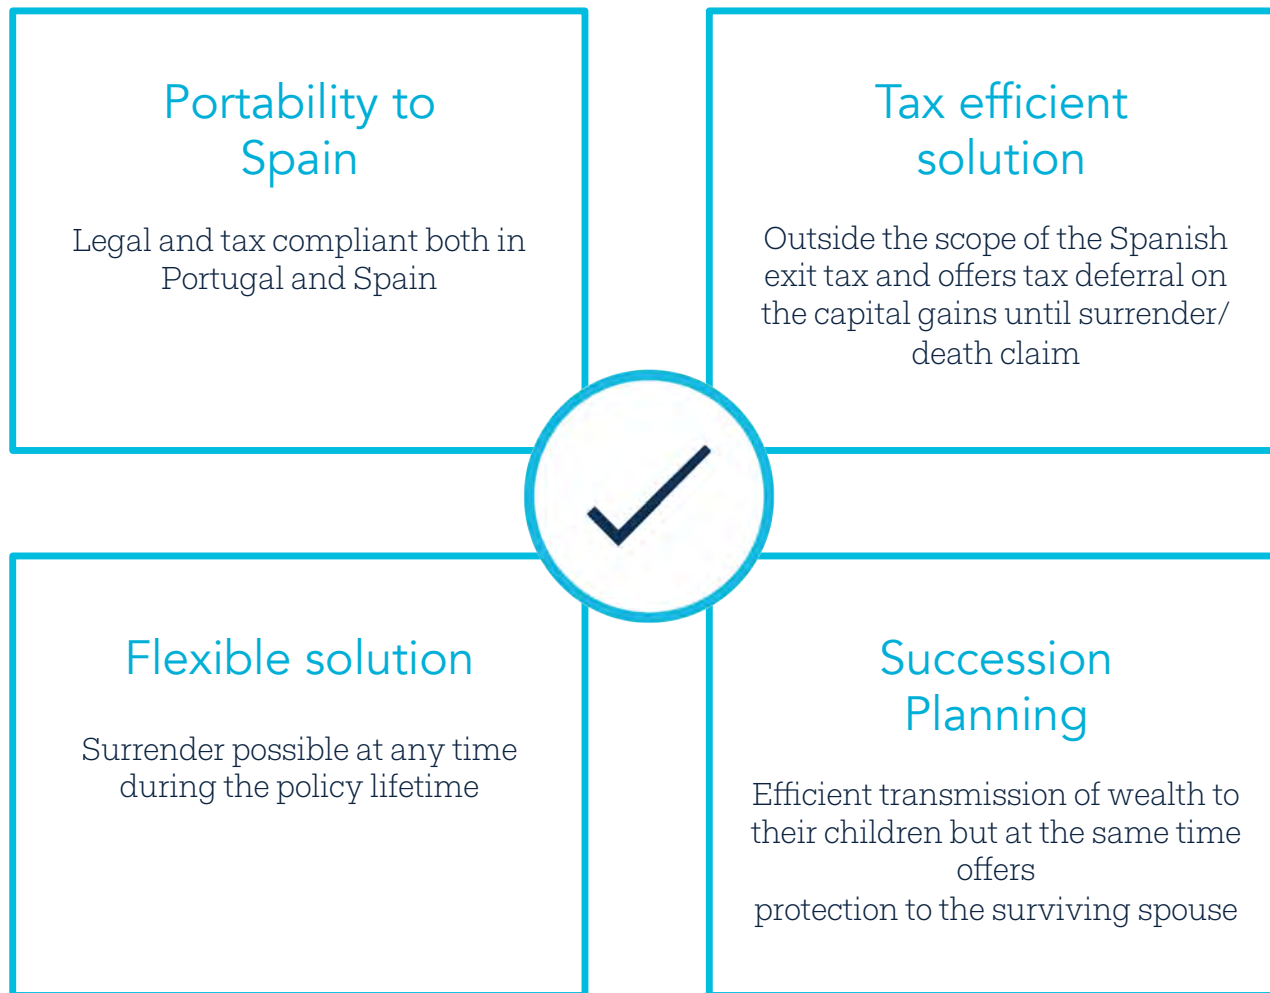 Portability to
Spain
Legal and tax compliant both in
Portugal and Spain
Tax efficient
solution
Outside the scope of the Spanish
exit tax and offers tax deferral on
the capital gains until surrender/
death claim
Flexible solution
Surrender possible at any time
during the policy lifetime
Succession
Planning
Efficient transmission of wealth to
their children but at the same time
offers
protection to the surviving spouse